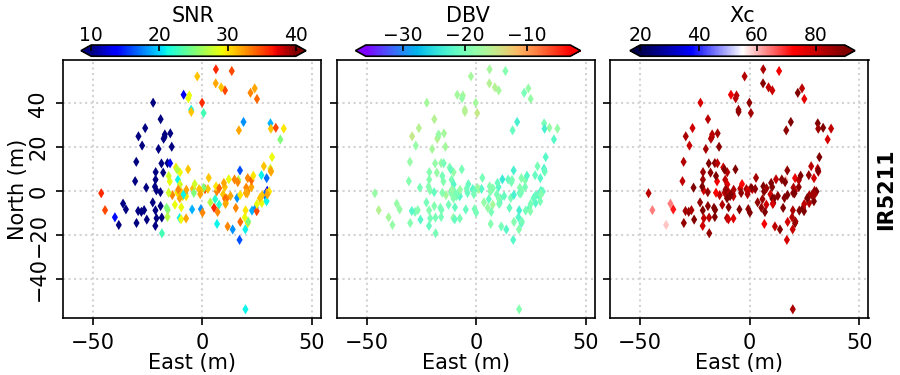 SNR DBV Xc
10 20 30 40 −30 −20 −10 20 40 60 80
North (m)
40
20
0
−20
−40
−50 0 50 −50 0 50 −50 0 50
East (m) East (m) East (m)
IR5211